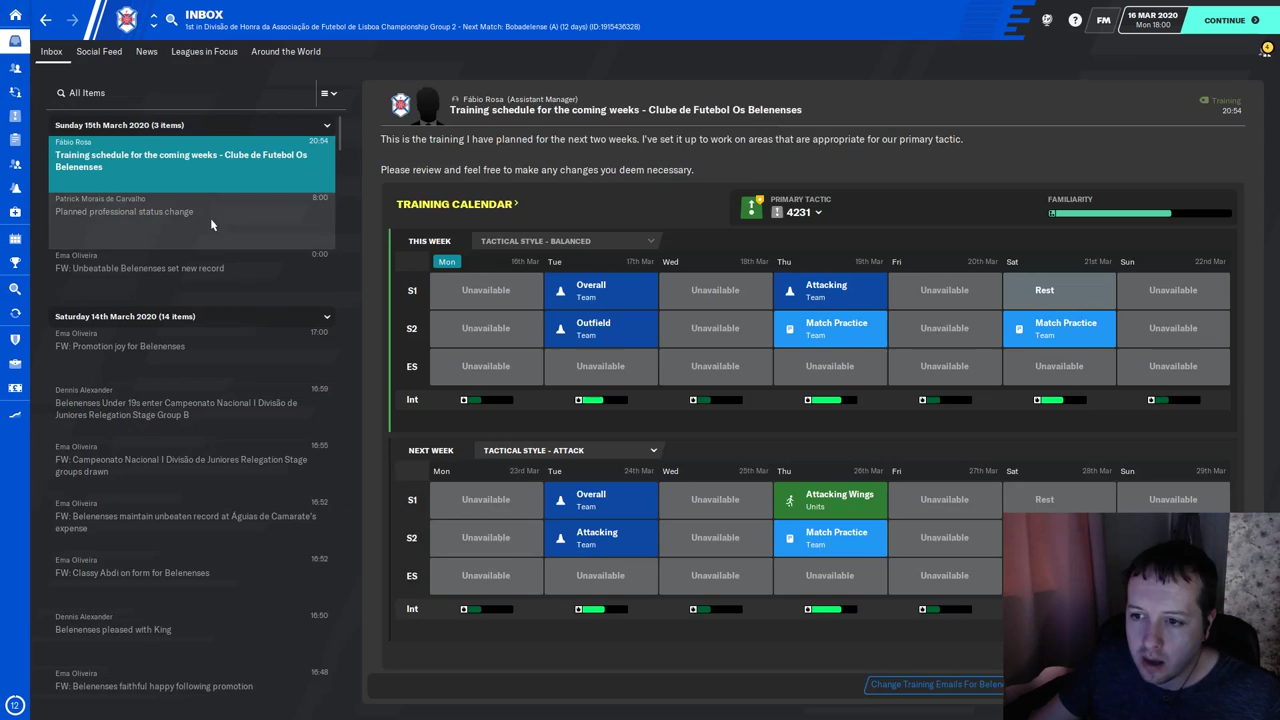 INBOX
1st in Divisão de Honra da Associação de Futebol de Lisboa Championship Group 2 - Next Match: Bobadelense (A) (12 days) (ID:1915436328)
FM
16 MAR 2020
Mon 18:00
CONTINUE
4
Inbox
Social Feed
News
Leagues in Focus
Around the World
All Items
Sunday 15th March 2020 (3 items)
Fábio Rosa
20:54
Training schedule for the coming weeks - Clube de Futebol Os
Belenenses
Patrick Morais de Carvalho
8:00
Planned professional status change
Ema Oliveira
0:00
FW: Unbeatable Belenenses set new record
Saturday 14th March 2020 (14 items)
Ema Oliveira
17:00
FW: Promotion joy for Belenenses
Dennis Alexander
16:59
Belenenses Under 19s enter Campeonato Nacional I Divisão de
Juniores Relegation Stage Group B
Ema Oliveira
16:55
FW: Campeonato Nacional I Divisão de Juniores Relegation Stage
groups drawn
Ema Oliveira
16:52
FW: Belenenses maintain unbeaten record at Águias de Camarate's
expense
Ema Oliveira
16:52
FW: Classy Abdi on form for Belenenses
Dennis Alexander
16:50
Belenenses pleased with King
Ema Oliveira
16:48
FW: Belenenses faithful happy following promotion
12
Fábio Rosa (Assistant Manager)
Training schedule for the coming weeks - Clube de Futebol Os Belenenses
Training
20:54
This is the training I have planned for the next two weeks. I've set it up to work on areas that are appropriate for our primary tactic.
Please review and feel free to make any changes you deem necessary.
TRAINING CALENDAR
PRIMARY TACTIC
4231
FAMILIARITY
THIS WEEK
TACTICAL STYLE - BALANCED
Mon 16th Mar Tue 17th Mar Wed 18th Mar Thu 19th Mar Fri 20th Mar Sat 21st Mar Sun 22nd Mar
S1 Unavailable Overall Team Unavailable Attacking Team Unavailable Rest Unavailable
S2 Unavailable Outfield Team Unavailable Match Practice Team Unavailable Match Practice Team Unavailable
ES Unavailable Unavailable Unavailable Unavailable Unavailable Unavailable Unavailable
Int
NEXT WEEK
TACTICAL STYLE - ATTACK
Mon 23rd Mar Tue 24th Mar Wed 25th Mar Thu 26th Mar Fri 27th Mar Sat 28th Mar Sun 29th Mar
S1 Unavailable Overall Team Unavailable Attacking Wings Units Unavailable Rest Unavailable
S2 Unavailable Attacking Team Unavailable Match Practice Team Unavailable
ES Unavailable Unavailable Unavailable Unavailable Unavailable
Int
Change Training Emails For